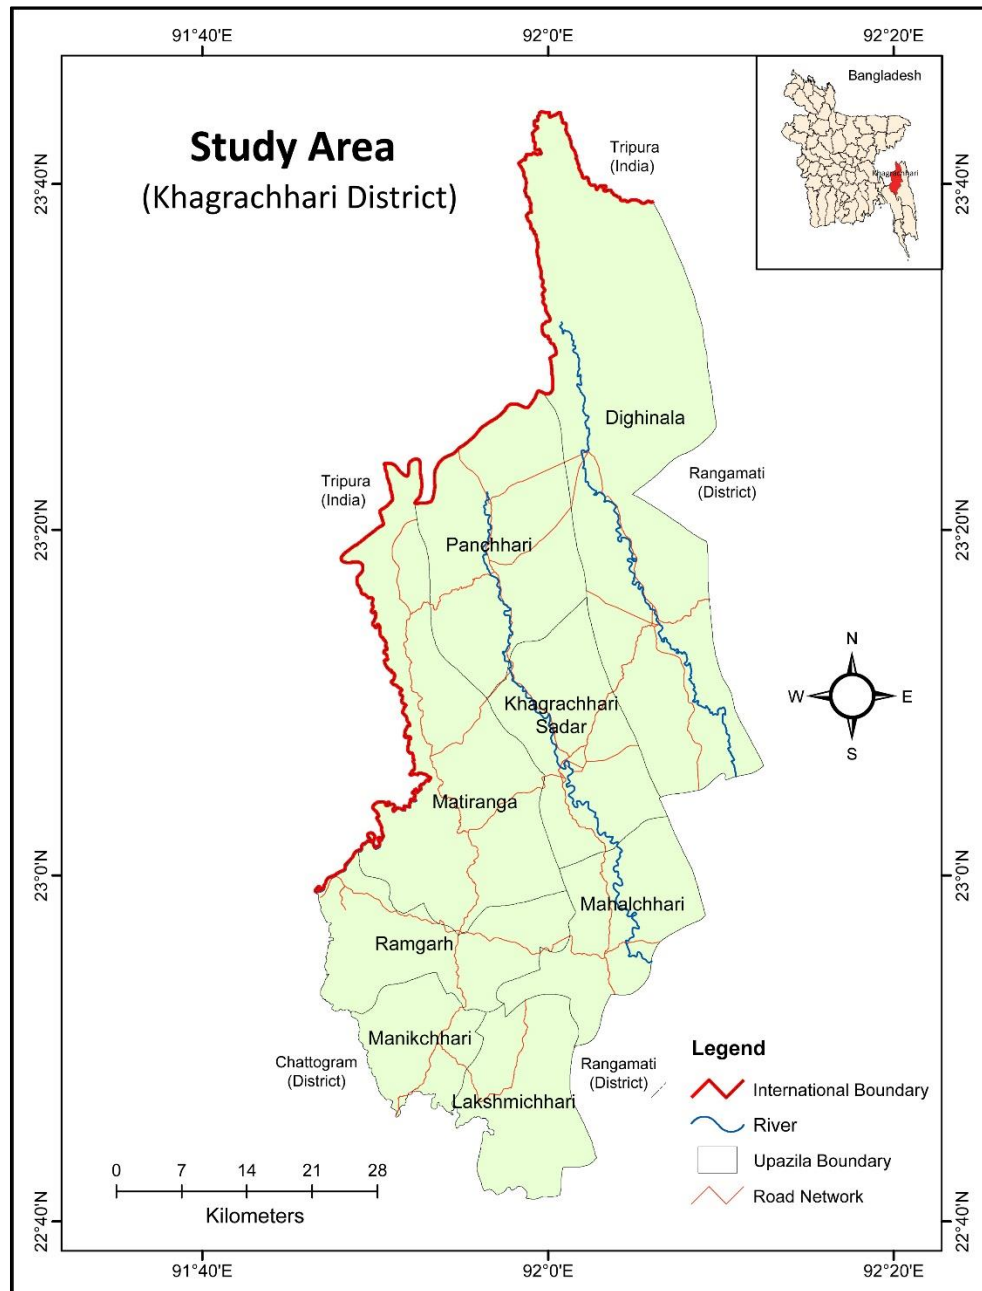 91°40'E
92°0'E
92°20'E
Study Area
(Khagrachhari District)
Bangladesh
Khagrachhari
Tripura
(India)
23°40'N
23°40'N
Dighinala
Tripura
(India)
Rangamati
(District)
23°20'N
23°20'N
Panchhari
N
W
E
S
Khagrachhari
Sadar
Matiranga
23°0'N
23°0'N
Mahalchhari
Ramgarh
Manikchhari
Chattogram
(District)
Rangamati
(District)
Lakshmichhari
Legend
International Boundary
River
Upazila Boundary
Road Network
0 7 14 21 28
Kilometers
22°40'N
22°40'N
91°40'E
92°0'E
92°20'E